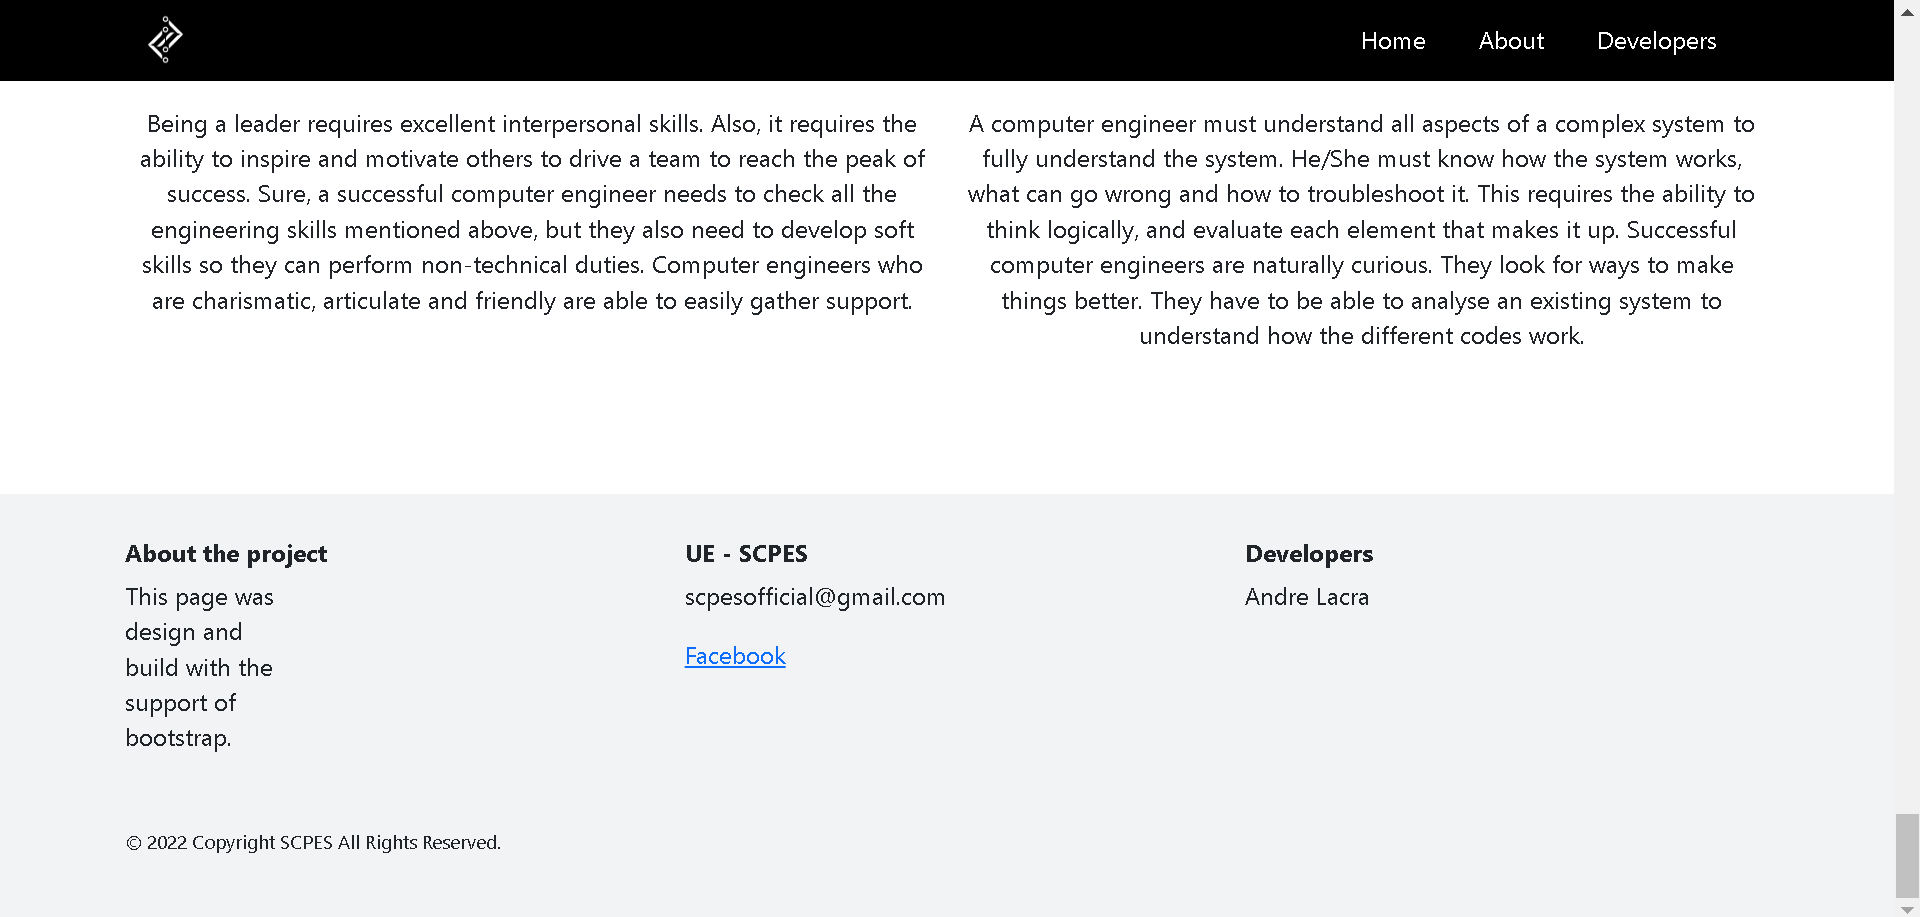 Home About Developers
Being a leader requires excellent interpersonal skills. Also, it requires the
ability to inspire and motivate others to drive a team to reach the peak of
success. Sure, a successful computer engineer needs to check all the
engineering skills mentioned above, but they also need to develop soft
skills so they can perform non-technical duties. Computer engineers who
are charismatic, articulate and friendly are able to easily gather support.
A computer engineer must understand all aspects of a complex system to
fully understand the system. He/She must know how the system works,
what can go wrong and how to troubleshoot it. This requires the ability to
think logically, and evaluate each element that makes it up. Successful
computer engineers are naturally curious. They look for ways to make
things better. They have to be able to analyse an existing system to
understand how the different codes work.
About the project
This page was
design and
build with the
support of
bootstrap.
UE - SCPES
scpesofficial@gmail.com
Facebook
Developers
Andre Lacra
© 2022 Copyright SCPES All Rights Reserved.